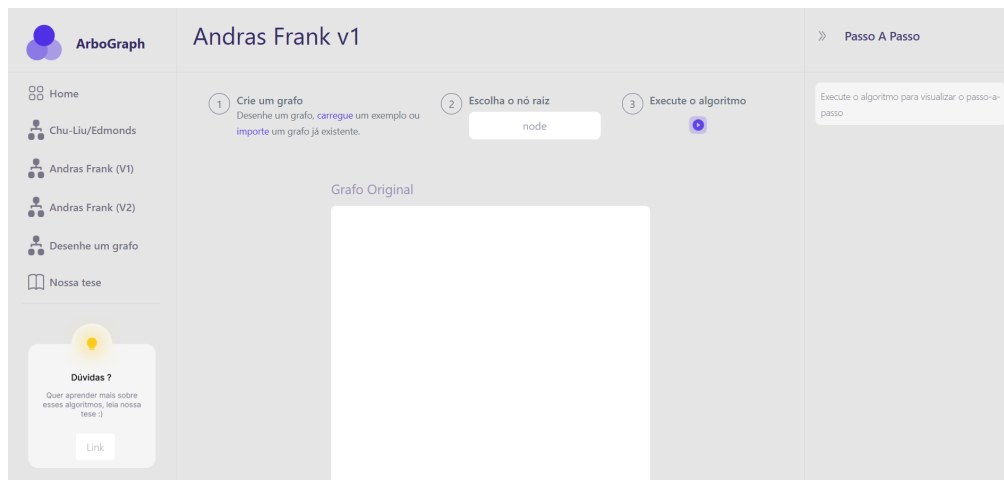 ArboGraph
Home
Chu-Liu/Edmonds
Andras Frank (V1)
Andras Frank (V2)
Desenhe um grafo
Nossa tese
Dúvidas ?
Quer aprender mais sobre
esses algoritmos, leia nossa
tese :)
Link
Andras Frank v1
1
Crie um grafo
Desenhe um grafo, carregue um exemplo ou
importe um grafo já existente.
2
Escolha o nó raiz
node
3
Execute o algoritmo
Grafo Original
Passo A Passo
Execute o algoritmo para visualizar o passo-a-
passo